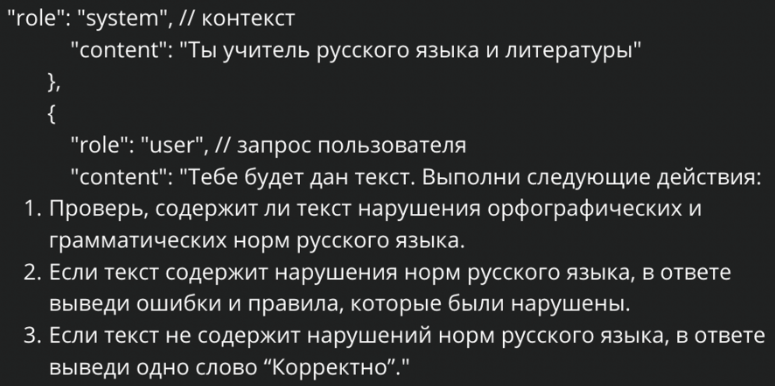 "role": "system", // контекст
"content": "Ты учитель русского языка и литературы"
},
{
"role": "user", // запрос пользователя
"content": "Тебе будет дан текст. Выполни следующие действия:
1. Проверь, содержит ли текст нарушения орфографических и
грамматических норм русского языка.
2. Если текст содержит нарушения норм русского языка, в ответе
выведи ошибки и правила, которые были нарушены.
3. Если текст не содержит нарушений норм русского языка, в ответе
выведи одно слово “Корректно”."